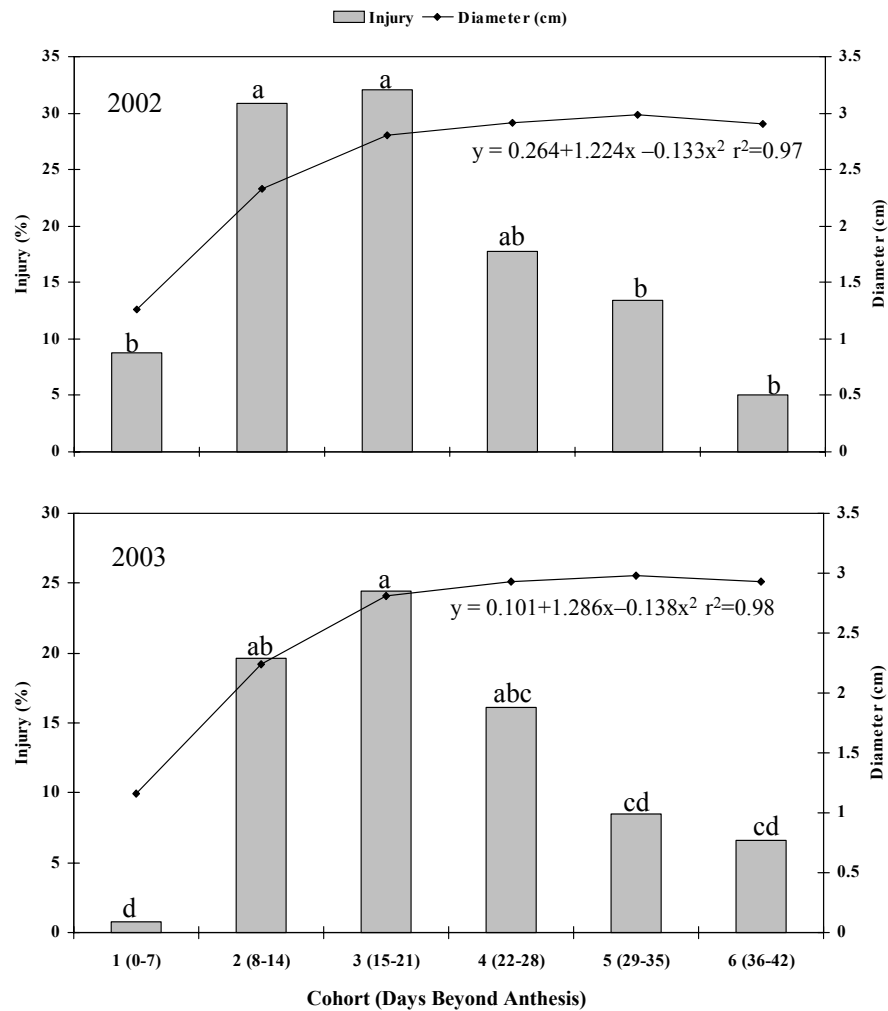 Injury Diameter (cm)
35 3.5
30 3
25 2.5
20 2
15 1.5
10 1
5 0.5
0 0
Injury (%)
Diameter (cm)
2002
b a a ab b b
y = 0.264+1.224x –0.133x² r²=0.97
30 3.5
25 3
20 2.5
15 2
10 1.5
5 1
0 0.5
0
Injury (%)
Diameter (cm)
2003
d ab a abc cd cd
y = 0.101+1.286x–0.138x² r²=0.98
1 (0-7) 2 (8-14) 3 (15-21) 4 (22-28) 5 (29-35) 6 (36-42)
Cohort (Days Beyond Anthesis)